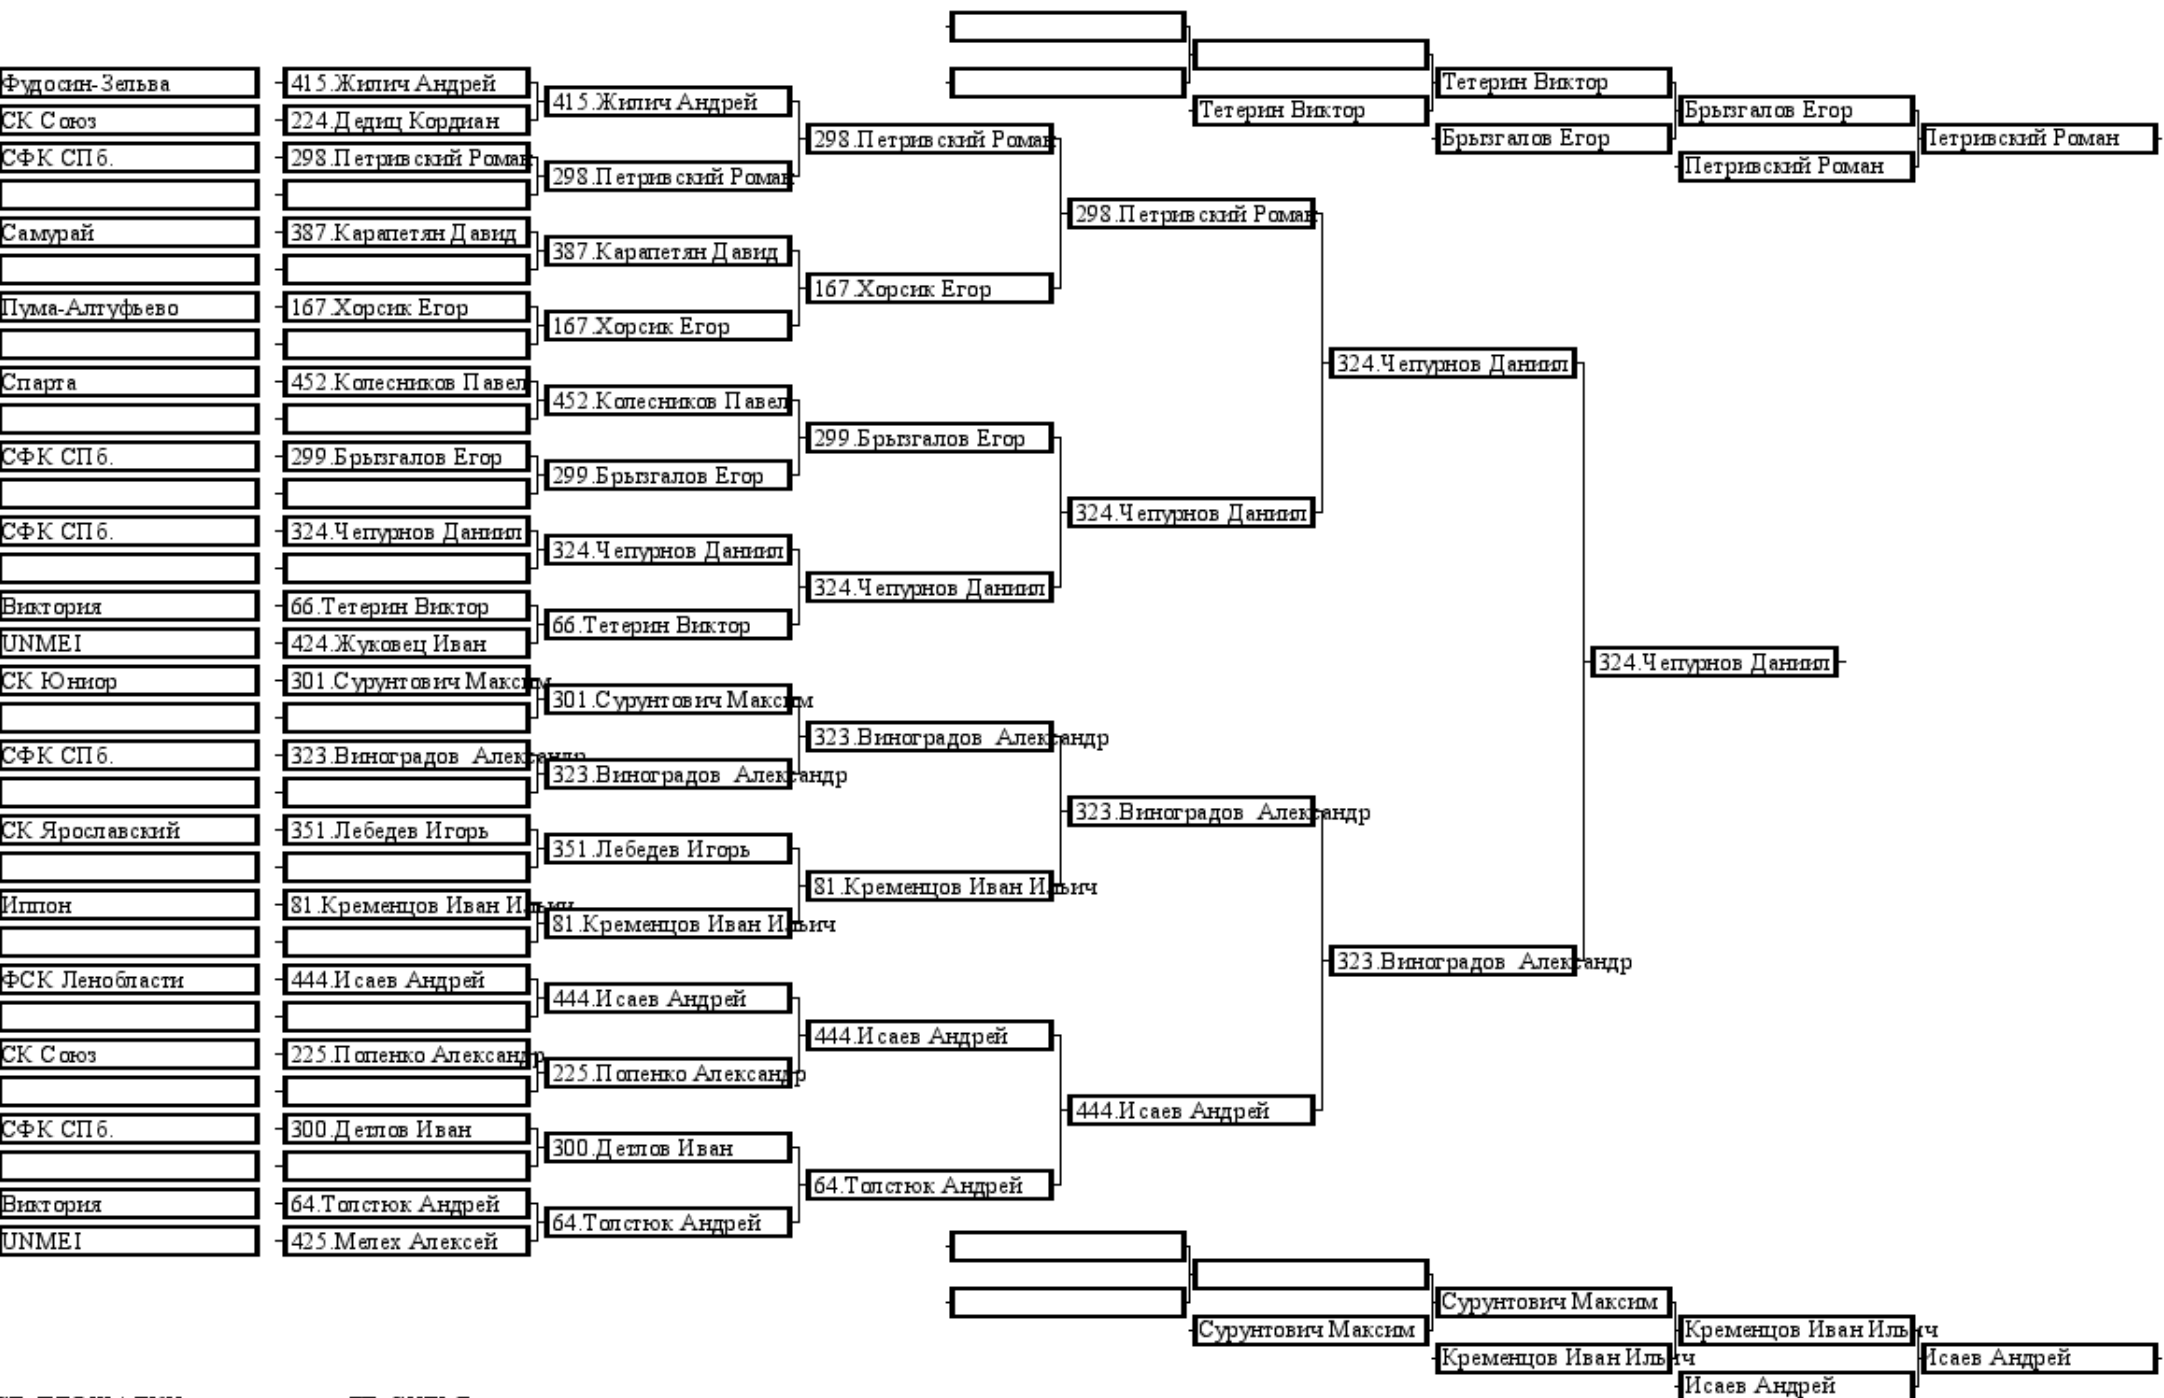 Тетерин Виктор
Фудосин-Зельва 415.Жилич Андрей
415.Жилич Андрей
Тетерин Виктор
Брызгалов Егор
СК Союз 224.Дедиц Кордиан
298.Петривский Роман
Брызгалов Егор
Петривский Роман
СФК СПб. 298.Петривский Роман
298.Петривский Роман
Петривский Роман
298.Петривский Роман
Самурай 387.Карапетян Давид
387.Карапетян Давид
167.Хорсик Егор
Пума-Алтуфьево 167.Хорсик Егор
167.Хорсик Егор
324.Чепурнов Даниил
Спарта 452.Колесников Павел
452.Колесников Павел
299.Брызгалов Егор
СФК СПб. 299.Брызгалов Егор
299.Брызгалов Егор
324.Чепурнов Даниил
СФК СПб. 324.Чепурнов Даниил
324.Чепурнов Даниил
324.Чепурнов Даниил
Виктория 66.Тетерин Виктор
66.Тетерин Виктор
UNMEI 424.Жуковец Иван
324.Чепурнов Даниил
СК Юниор 301.Сурунтович Максим
301.Сурунтович Максим
323.Виноградов Александр
СФК СПб. 323.Виноградов Александр
323.Виноградов Александр
323.Виноградов Александр
СК Ярославский 351.Лебедев Игорь
351.Лебедев Игорь
81.Кременцов Иван Ильич
Иппон 81.Кременцов Иван Ильич
81.Кременцов Иван Ильич
323.Виноградов Александр
ФСК Ленобласти 444.Исаев Андрей
444.Исаев Андрей
444.Исаев Андрей
СК Союз 225.Попенко Александр
225.Попенко Александр
444.Исаев Андрей
СФК СПб. 300.Детлов Иван
300.Детлов Иван
64.Толстюк Андрей
Виктория 64.Толстюк Андрей
64.Толстюк Андрей
UNMEI 425.Мелех Алексей
Сурунтович Максим
Сурунтович Максим
Кременцов Иван Ильич
Кременцов Иван Ильич
Исаев Андрей
Исаев Андрей